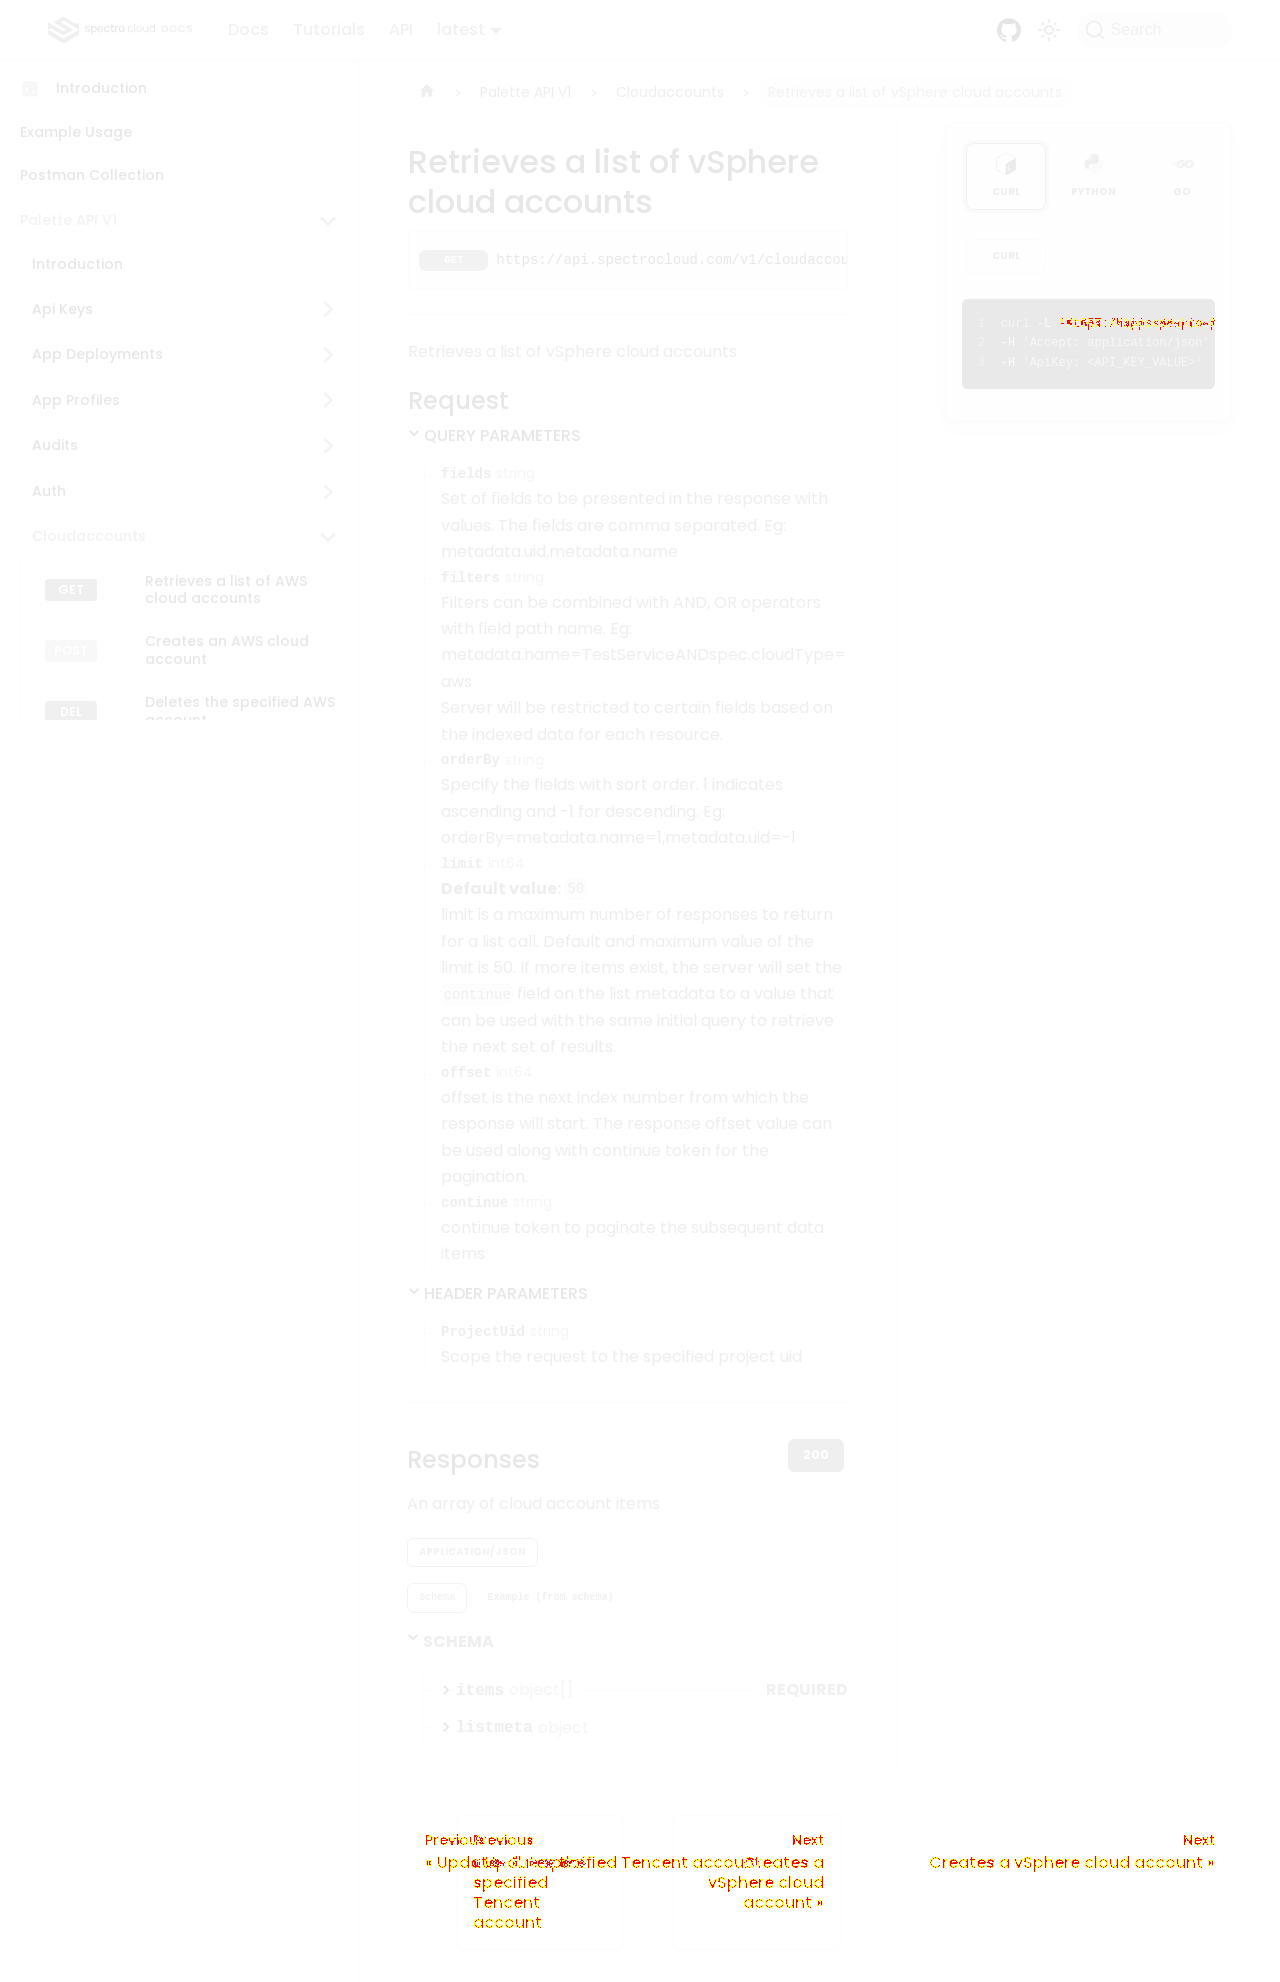 spectro cloud DOCS Docs Tutorials API latest Search
Introduction
Example Usage
Postman Collection
Palette API V1
Introduction
Api Keys
App Deployments
App Profiles
Audits
Auth
Cloudaccounts
GET Retrieves a list of AWS
cloud accounts
POST Creates an AWS cloud
account
DEL Deletes the specified AWS
account
Palette API V1 Cloudaccounts Retrieves a list of vSphere cloud accounts
Retrieves a list of vSphere
cloud accounts
GET https://api.spectrocloud.com/v1/cloudaccou
Retrieves a list of vSphere cloud accounts
Request
QUERY PARAMETERS
fields string
Set of fields to be presented in the response with
values. The fields are comma separated. Eg:
metadata.uid,metadata.name
filters string
Filters can be combined with AND, OR operators
with field path name. Eg:
metadata.name=TestServiceANDspec.cloudType=
aws
Server will be restricted to certain fields based on
the indexed data for each resource.
orderBy string
Specify the fields with sort order. 1 indicates
ascending and -1 for descending. Eg:
orderBy=metadata.name=1,metadata.uid=-1
limit int64
Default value: 50
limit is a maximum number of responses to return
for a list call. Default and maximum value of the
limit is 50. If more items exist, the server will set the
continue field on the list metadata to a value that
can be used with the same initial query to retrieve
the next set of results.
offset int64
offset is the next index number from which the
response will start. The response offset value can
be used along with continue token for the
pagination.
continue string
continue token to paginate the subsequent data
items
HEADER PARAMETERS
ProjectUid string
Scope the request to the specified project uid
Responses 200
An array of cloud account items
APPLICATION/JSON
Schema Example (from schema)
SCHEMA
items object[] REQUIRED
listmeta object
CURL PYTHON GO
CURL
1 curl -L
2 -H 'Accept: application/json'
3 -H 'ApiKey: <API_KEY_VALUE>'
Previous Previous Next Next
Tencent account Creates a Creates a vSphere cloud account »
specified vSphere cloud
Tencent account »
account